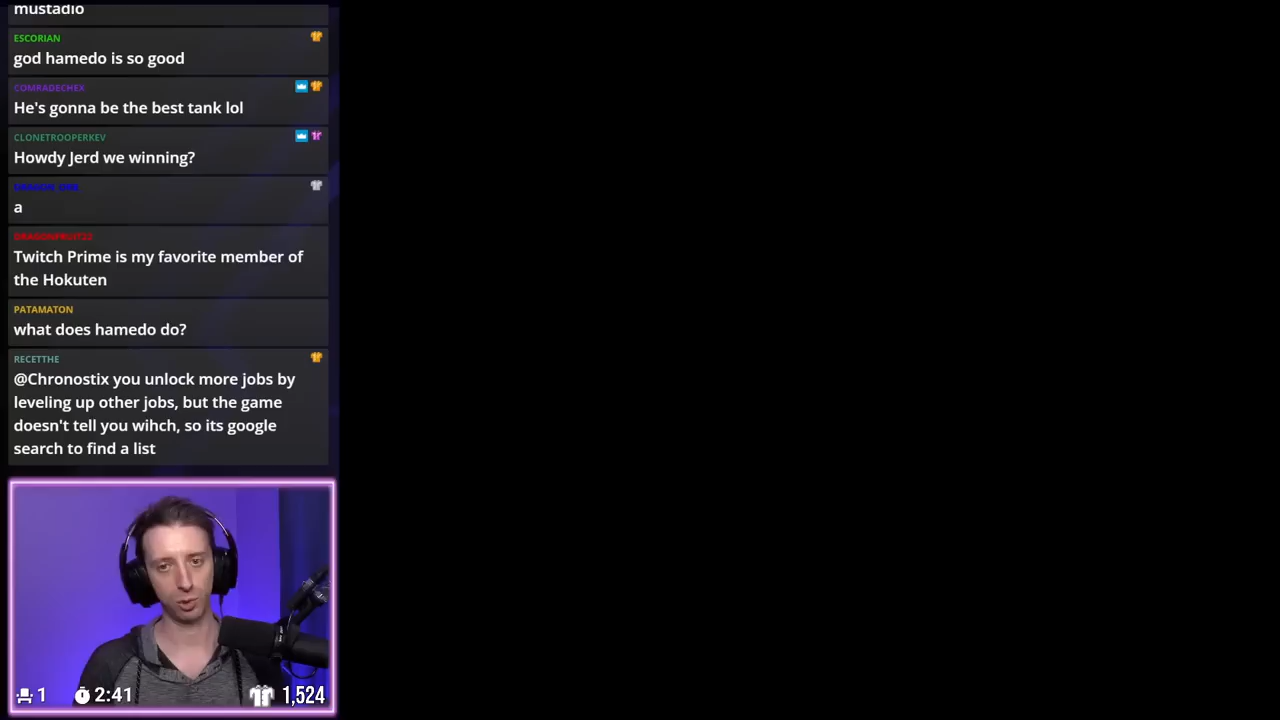 mustadio
ESCORIAN
god hamedo is so good
COMRADECHEX
He's gonna be the best tank lol
CLONETROOPERKEV
Howdy Jerd we winning?
a
DRAGONFRUIT22
Twitch Prime is my favorite member of
the Hokuten
PATAMATON
what does hamedo do?
RECETTHE
@Chronostix you unlock more jobs by
leveling up other jobs, but the game
doesn't tell you wihch, so its google
search to find a list
1
2:41
1,524